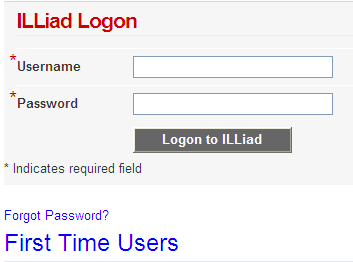 ILLiad Logon
*Username
*Password
Logon to ILLiad
* Indicates required field
Forgot Password?
First Time Users